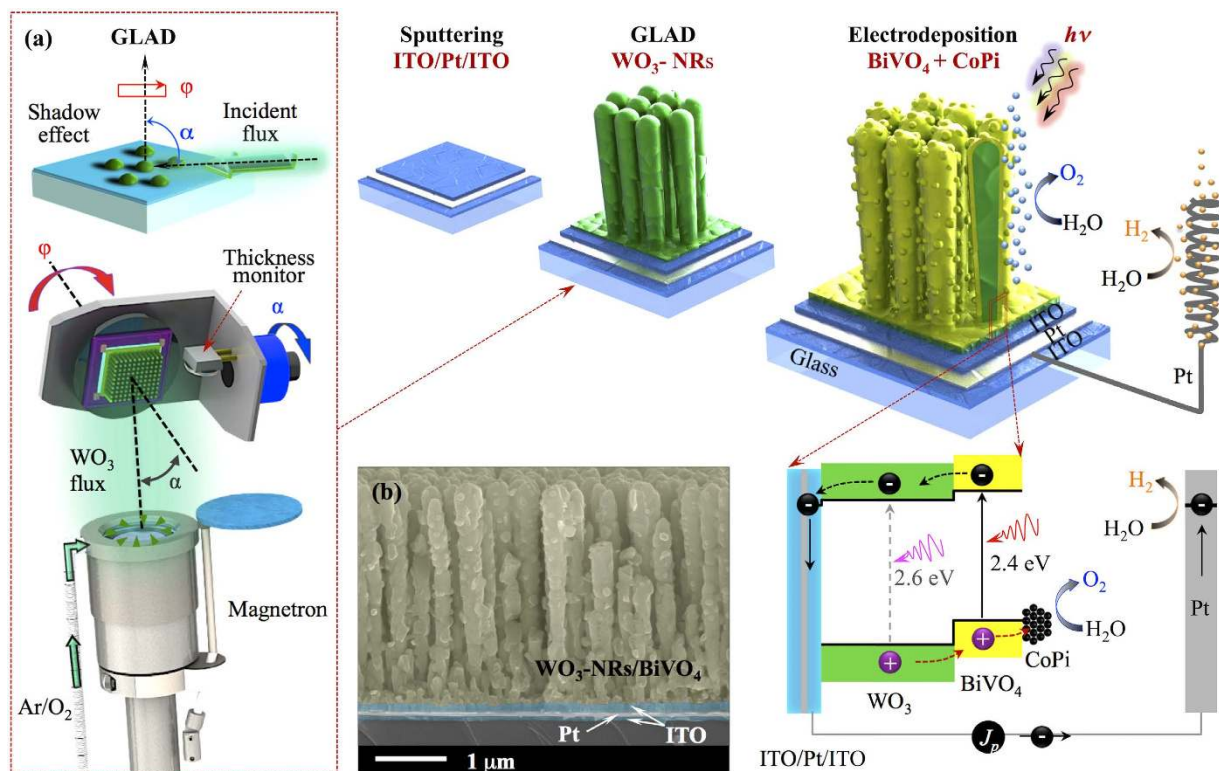 (a)
GLAD
φ
Shadow
effect
α
Incident
flux
φ
Thickness
monitor
α
WO₃
flux
α
Magnetron
Ar/O₂
Sputtering
ITO/Pt/ITO
GLAD
WO₃- NRs
Electrodeposition
BiVO₄ + CoPi
hν
O₂
H₂O
H₂
H₂O
ITO
Pt
ITO
Glass
Pt
(b)
WO₃-NRs/BiVO₄
Pt
ITO
1 µm
-
-
-
2.6 eV
2.4 eV
+
+
WO₃
BiVO₄
CoPi
O₂
H₂O
H₂
H₂O
-
Pt
Jₚ
-
ITO/Pt/ITO